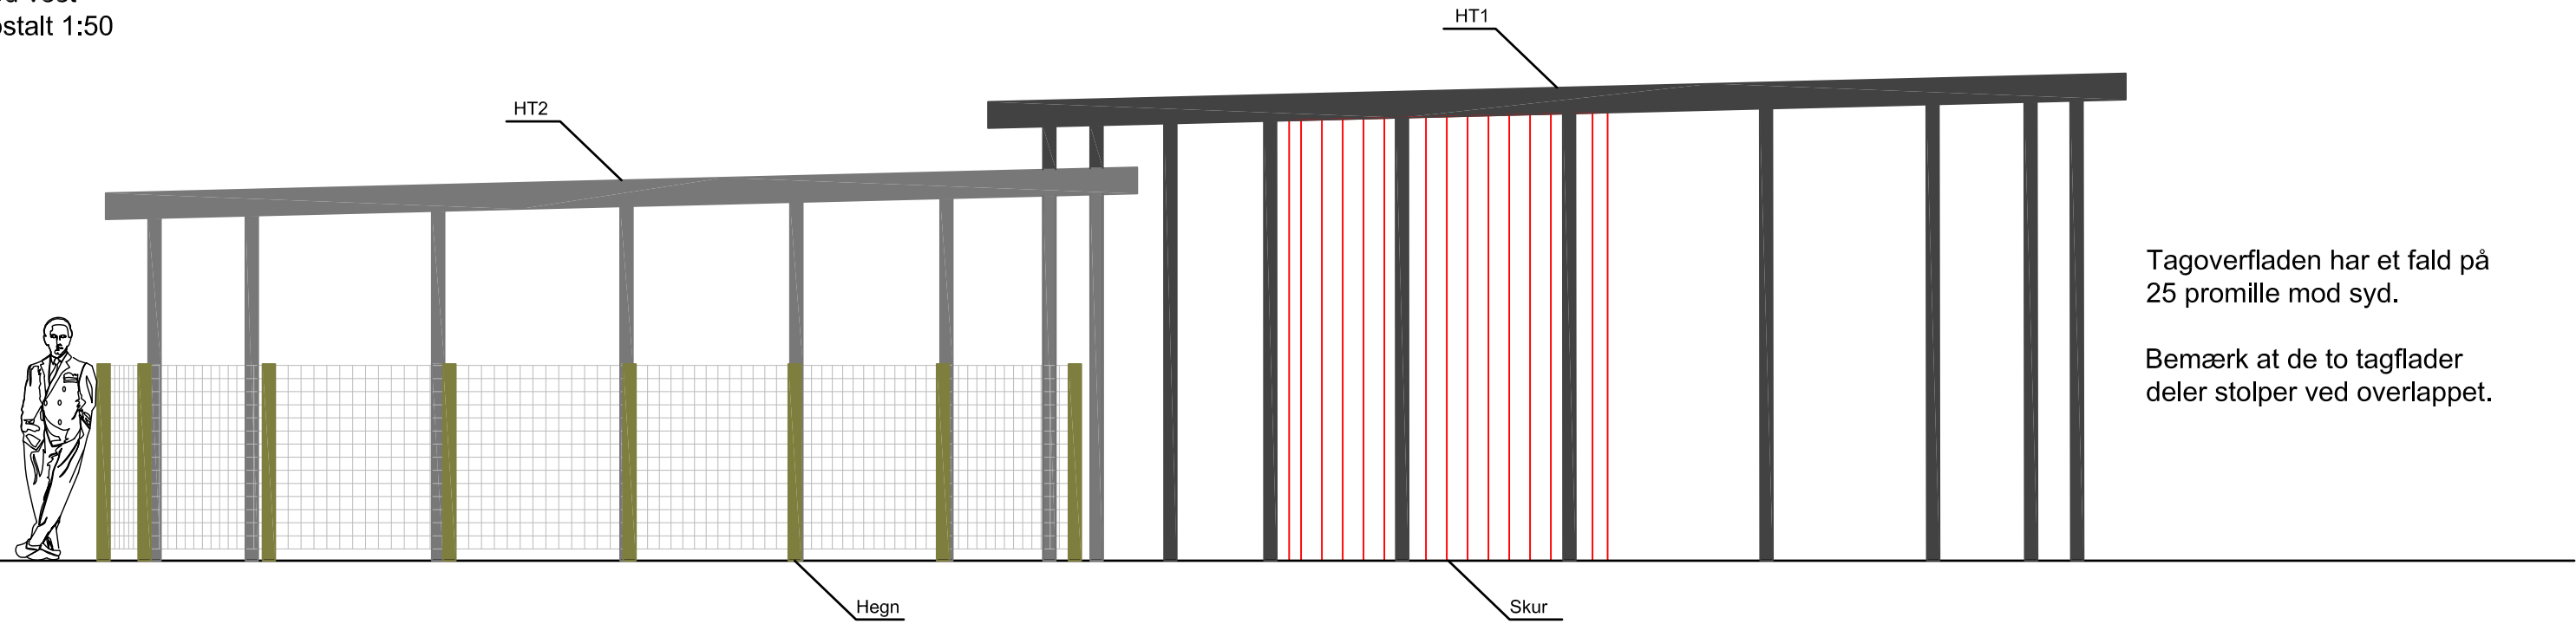 stalt 1:50
HT1
HT2
Tagoverfladen har et fald på
25 promille mod syd.
Bemærk at de to tagflader
deler stolper ved overlappet.
Hegn
Skur